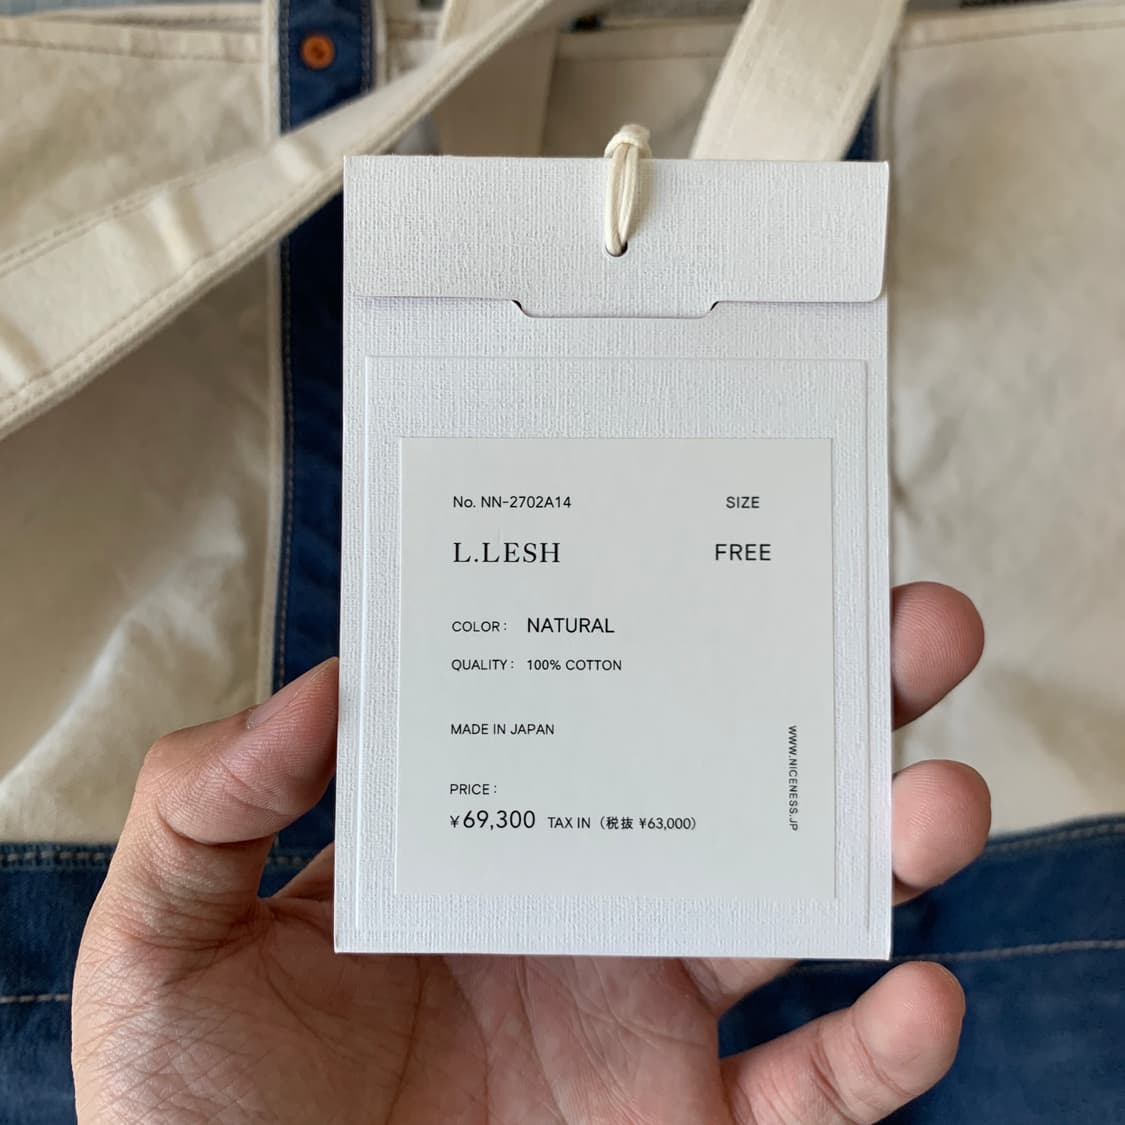 No. NN-2702A14 SIZE
L.LESH FREE
COLOR: NATURAL
QUALITY: 100% COTTON
MADE IN JAPAN
PRICE:
¥69,300 TAX IN (税抜 ¥63,000)
WWW.NICENESS.JP